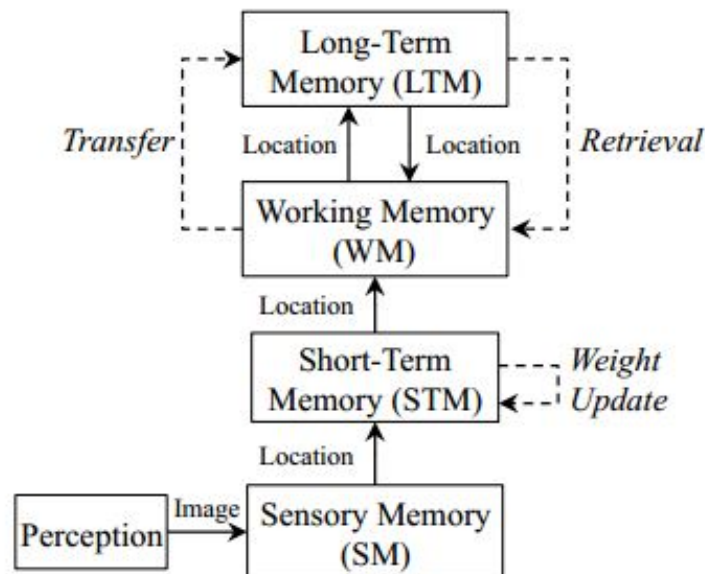 Long-Term
Memory (LTM)
Transfer
Location
Location
Retrieval
Working Memory
(WM)
Location
Short-Term
Memory (STM)
Weight
Update
Location
Image
Perception
Sensory Memory
(SM)